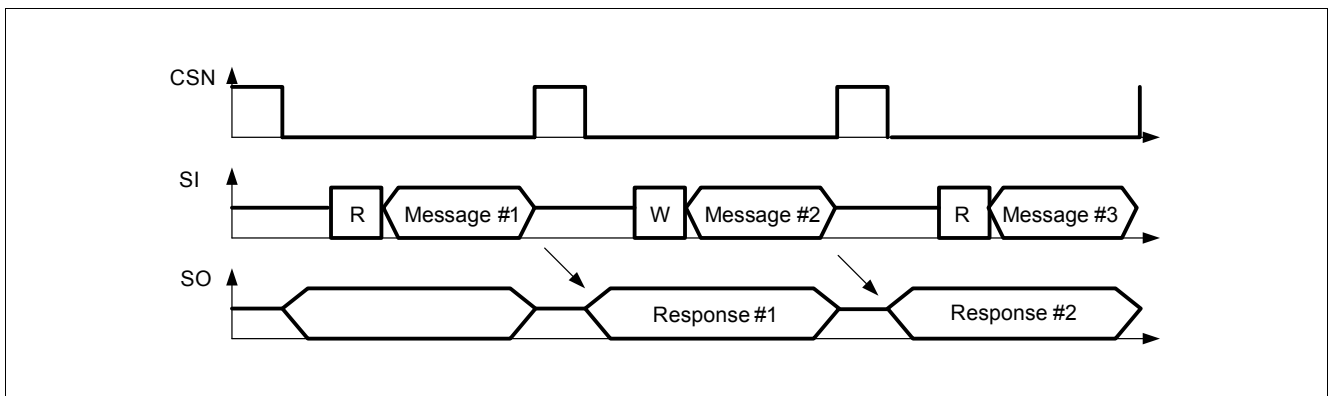 CSN
SI
R Message #1 W Message #2 R Message #3
SO
Response #1 Response #2